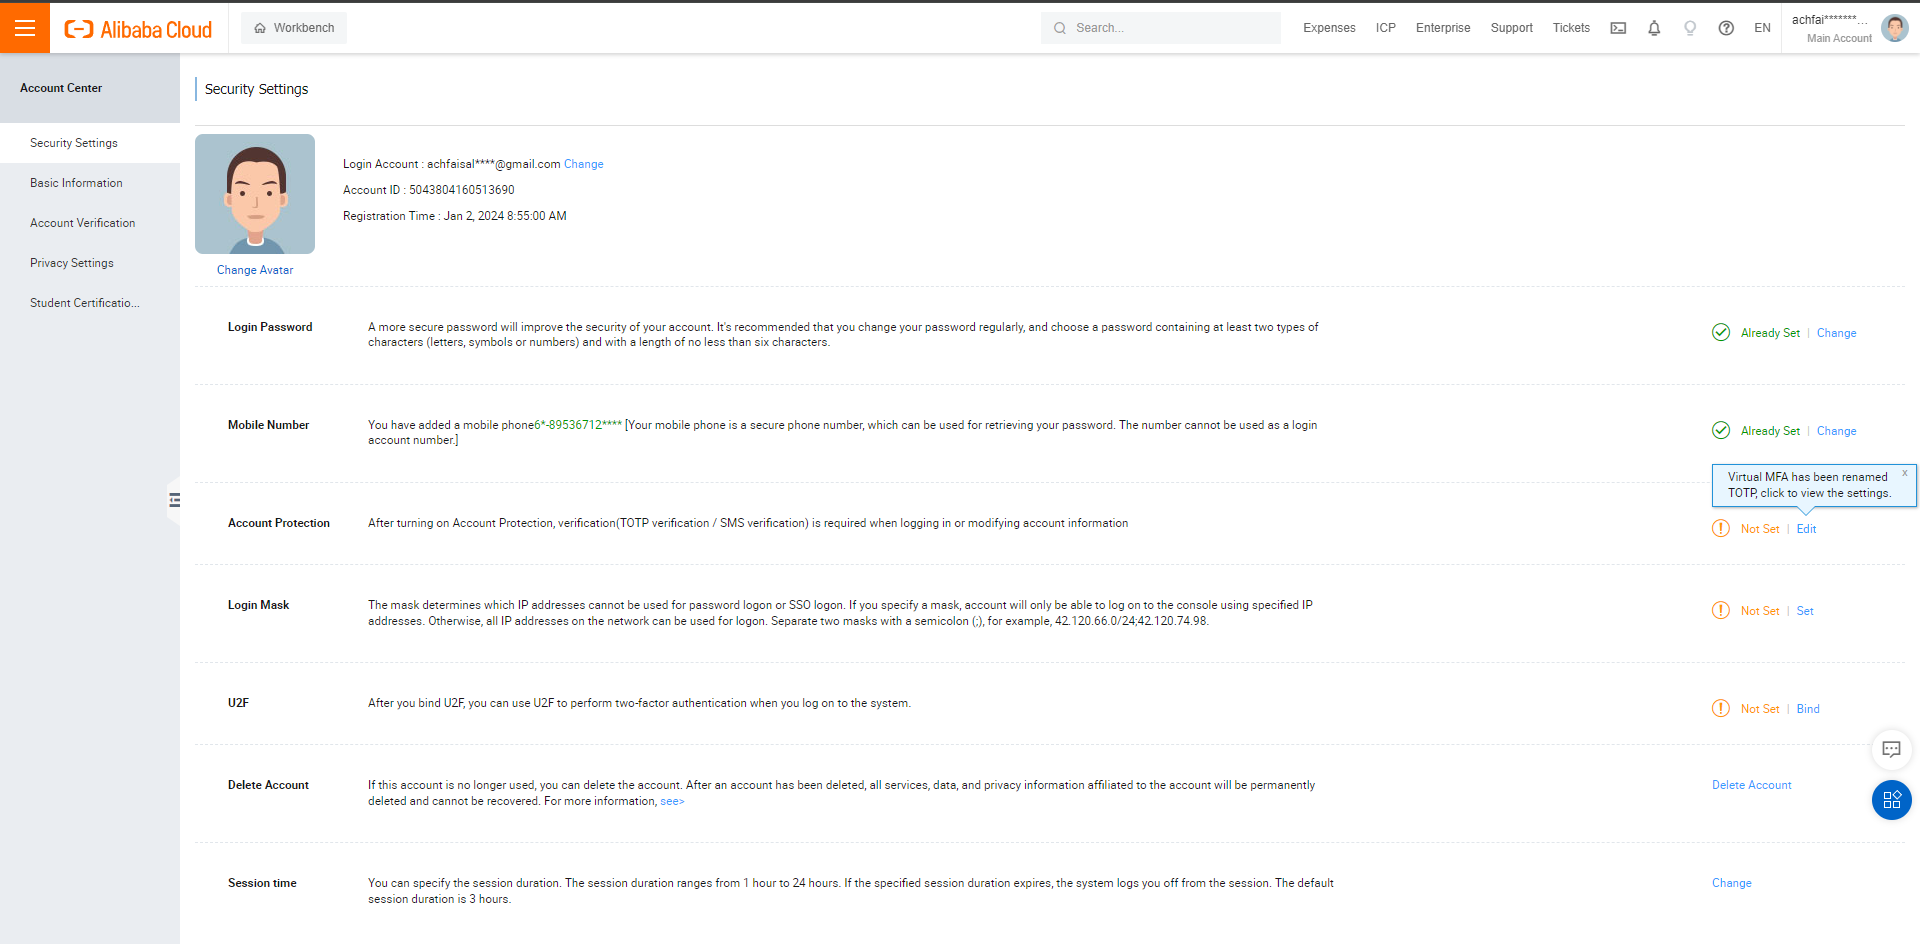 Alibaba Cloud
Workbench
Search...
Expenses
ICP
Enterprise
Support
Tickets
EN
achfai*******...
Main Account
Account Center
Security Settings
Basic Information
Account Verification
Privacy Settings
Student Certificatio...
Security Settings
Login Account : achfaisal****@gmail.com Change
Account ID : 5043804160513690
Registration Time : Jan 2, 2024 8:55:00 AM
Change Avatar
Login Password
A more secure password will improve the security of your account. It's recommended that you change your password regularly, and choose a password containing at least two types of
characters (letters, symbols or numbers) and with a length of no less than six characters.
Already Set | Change
Mobile Number
You have added a mobile phone6*-89536712**** [Your mobile phone is a secure phone number, which can be used for retrieving your password. The number cannot be used as a login
account number.]
Already Set | Change
Virtual MFA has been renamed x
TOTP, click to view the settings.
Account Protection
After turning on Account Protection, verification(TOTP verification / SMS verification) is required when logging in or modifying account information
Not Set | Edit
Login Mask
The mask determines which IP addresses cannot be used for password logon or SSO logon. If you specify a mask, account will only be able to log on to the console using specified IP
addresses. Otherwise, all IP addresses on the network can be used for logon. Separate two masks with a semicolon (;), for example, 42.120.66.0/24;42.120.74.98.
Not Set | Set
U2F
After you bind U2F, you can use U2F to perform two-factor authentication when you log on to the system.
Not Set | Bind
Delete Account
If this account is no longer used, you can delete the account. After an account has been deleted, all services, data, and privacy information affiliated to the account will be permanently
deleted and cannot be recovered. For more information, see>
Delete Account
Session time
You can specify the session duration. The session duration ranges from 1 hour to 24 hours. If the specified session duration expires, the system logs you off from the session. The default
session duration is 3 hours.
Change